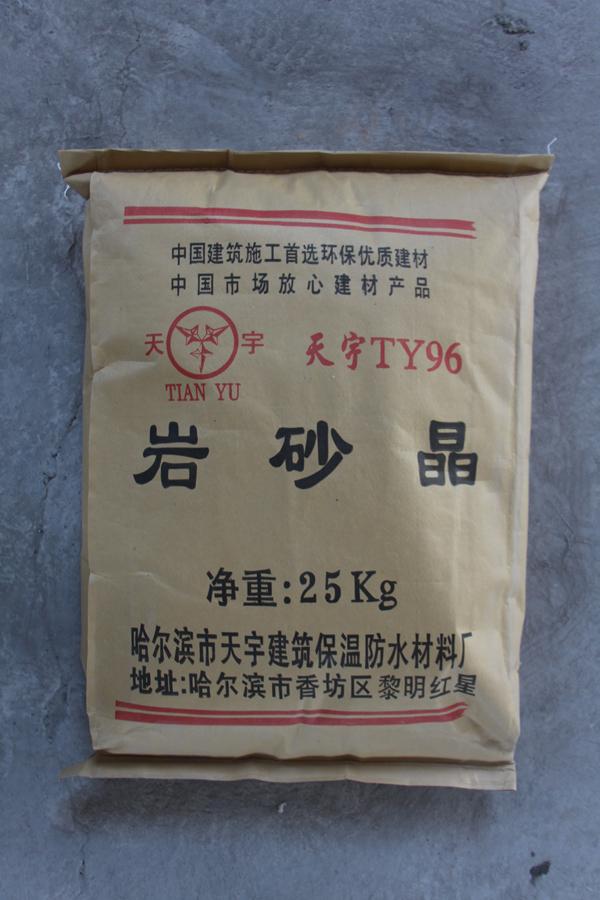 中国建筑施工首选环保优质建材
中国市场放心建材产品
天宇
天宇TY96
TIAN YU
岩砂晶
净重:25Kg
哈尔滨市天宇建筑保温防水材料厂
地址:哈尔滨市香坊区黎明红星